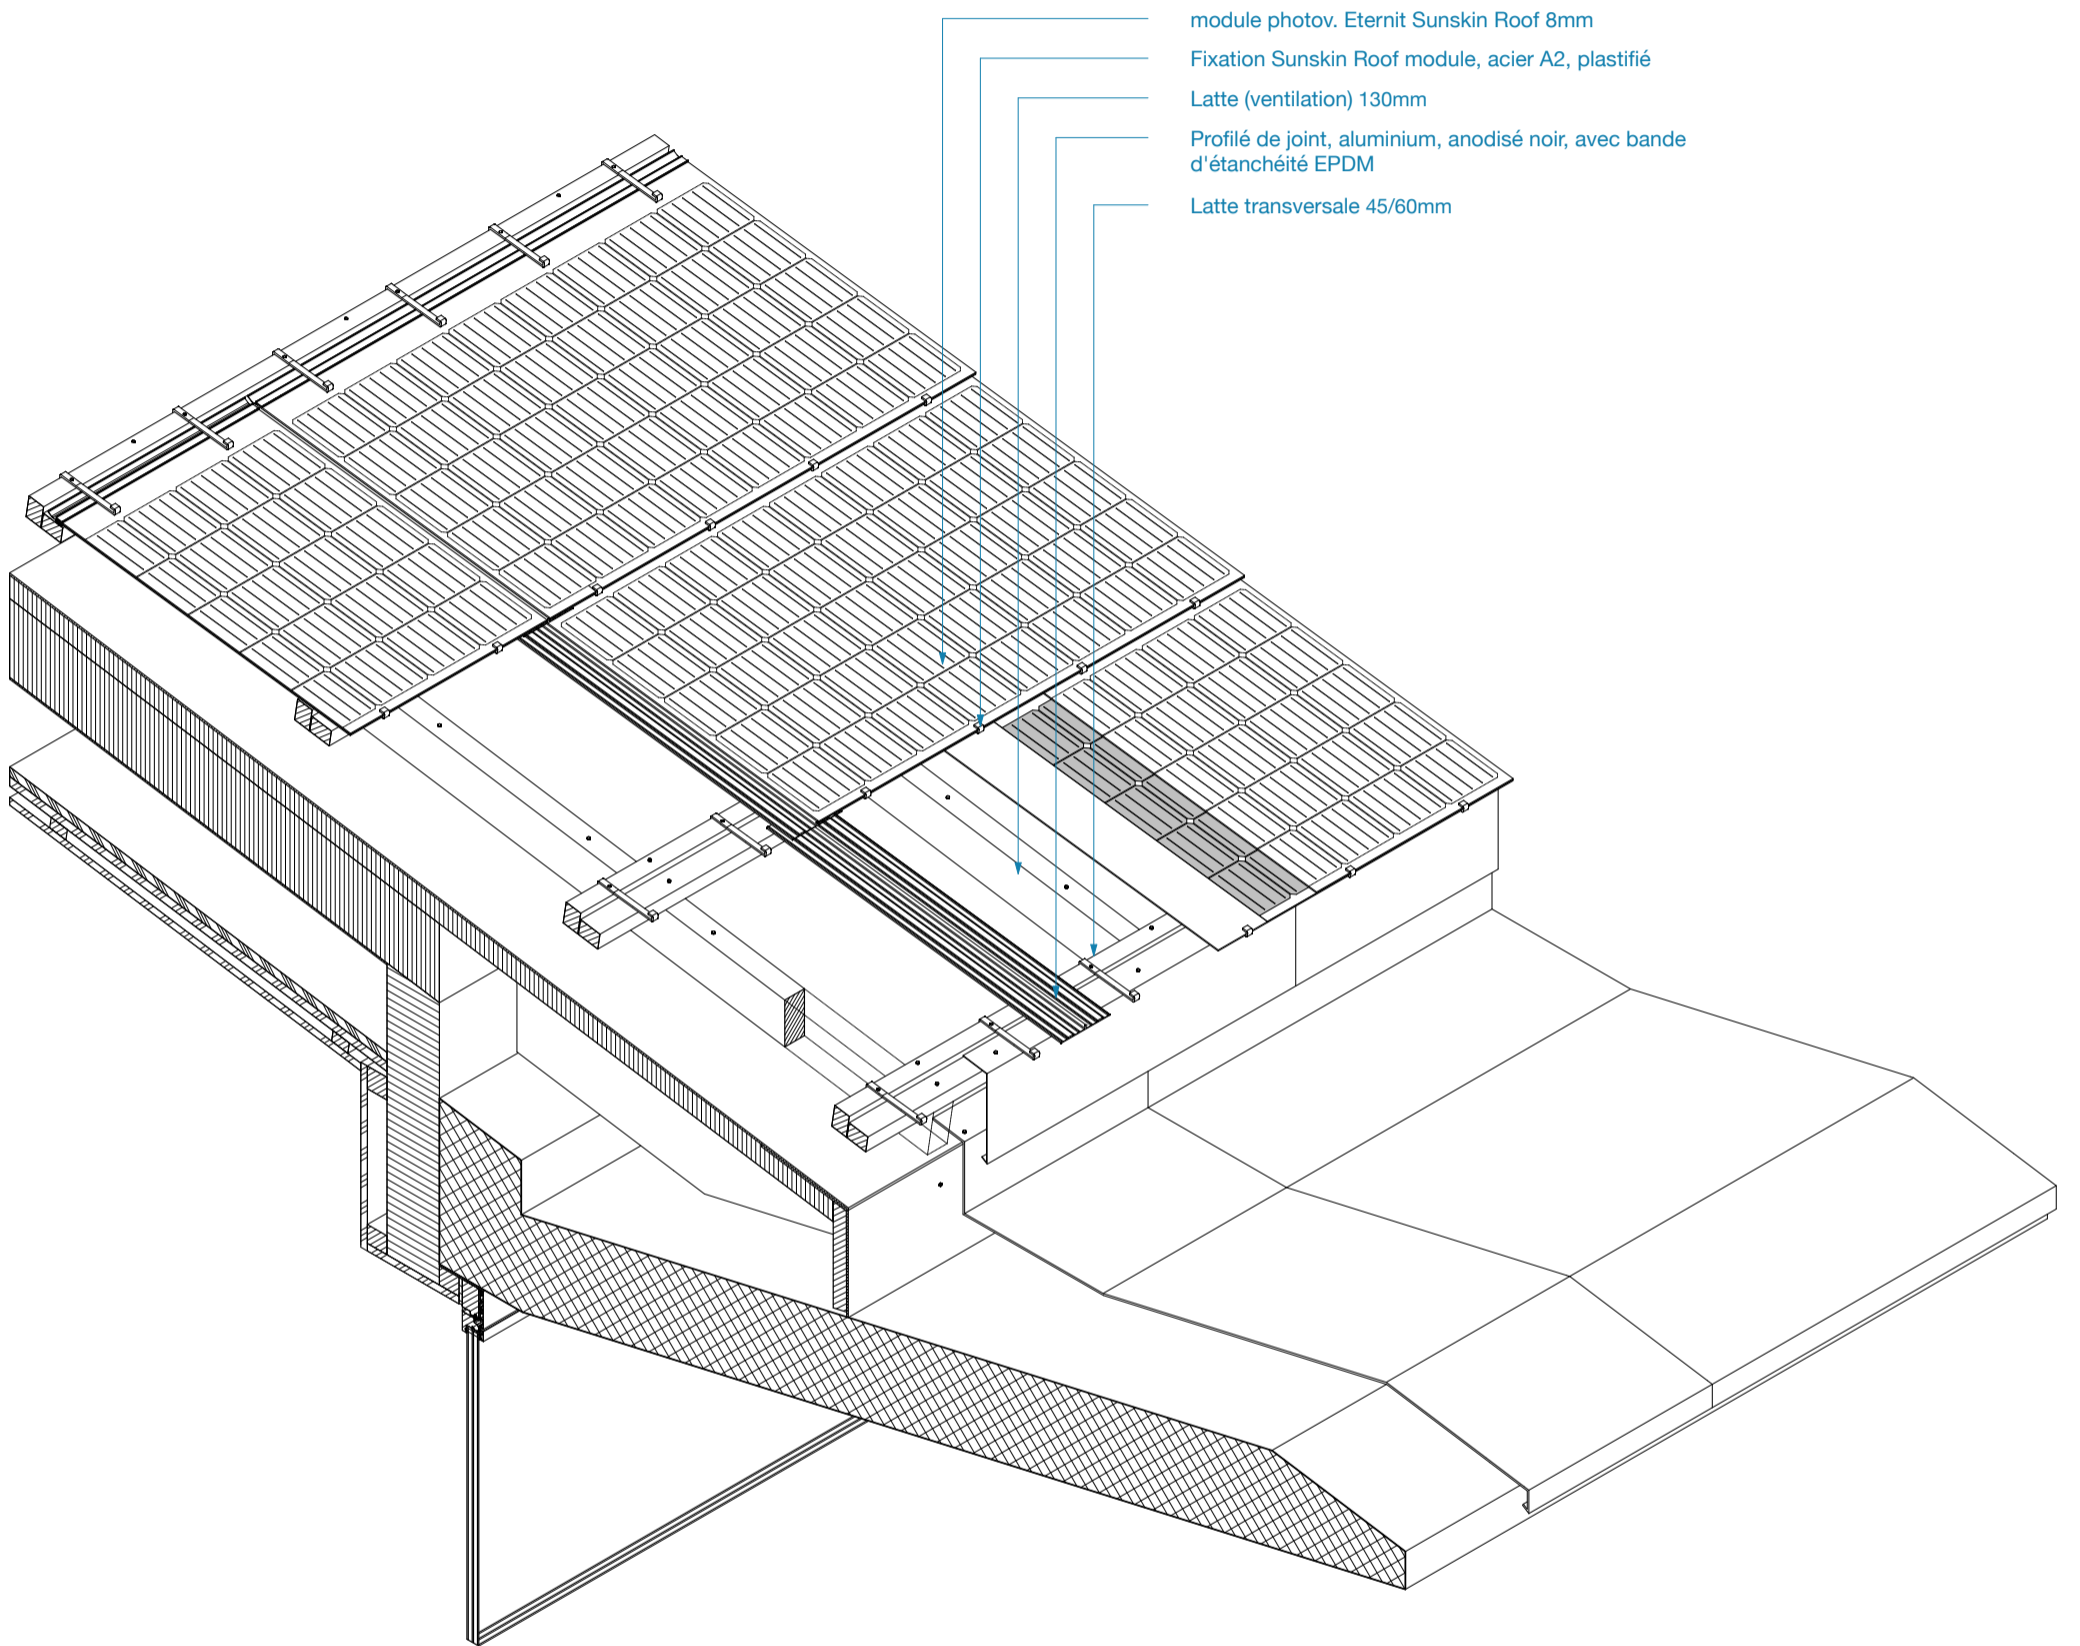 module photov. Eternit Sunskin Roof 8mm
Fixation Sunskin Roof module, acier A2, plastifié
Latte (ventilation) 130mm
Profilé de joint, aluminium, anodisé noir, avec bande
d'étanchéité EPDM
Latte transversale 45/60mm